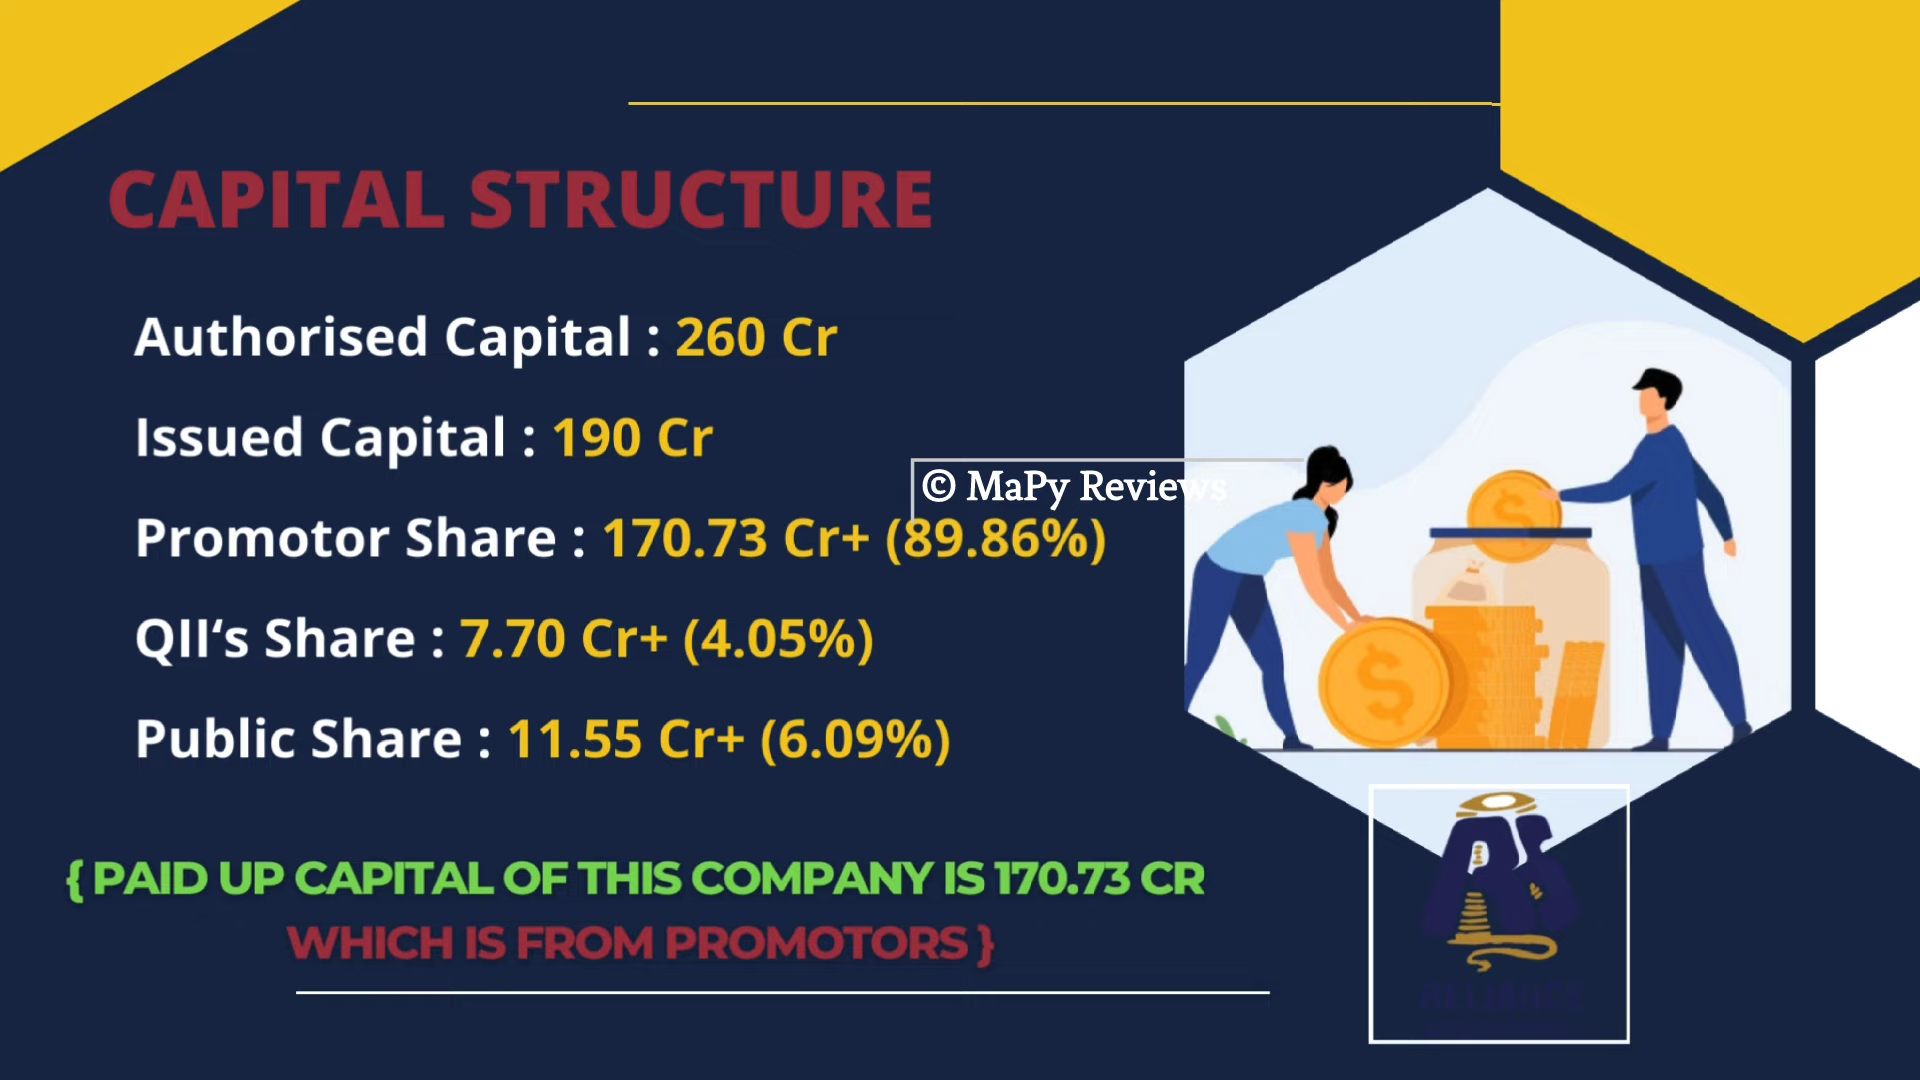 CAPITAL STRUCTURE
Authorised Capital : 260 Cr
Issued Capital : 190 Cr
© MaPy Reviews
Promotor Share : 170.73 Cr+ (89.86%)
QII‘s Share : 7.70 Cr+ (4.05%)
Public Share : 11.55 Cr+ (6.09%)
{ PAID UP CAPITAL OF THIS COMPANY IS 170.73 CR
WHICH IS FROM PROMOTORS }